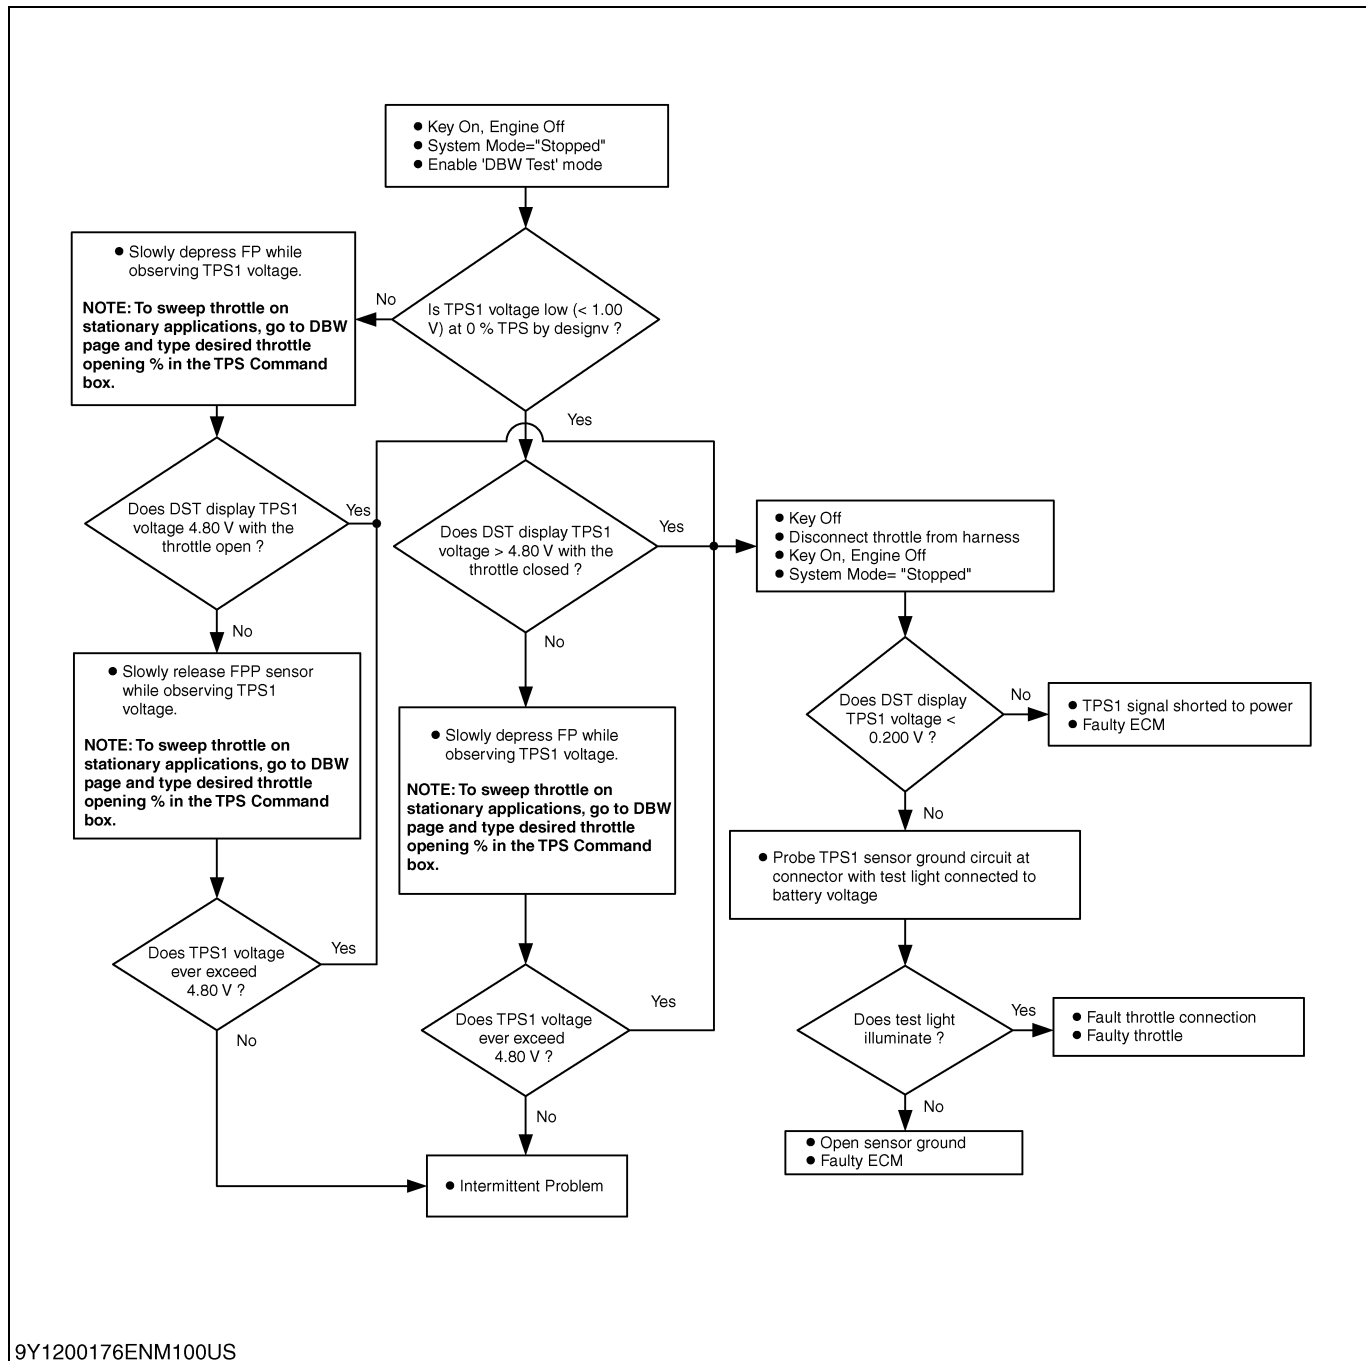 ● Key On, Engine Off
● System Mode="Stopped"
● Enable 'DBW Test' mode
Is TPS1 voltage low (< 1.00
V) at 0 % TPS by designv ?
No
Yes
● Slowly depress FP while
observing TPS1 voltage.
NOTE: To sweep throttle on
stationary applications, go to DBW
page and type desired throttle
opening % in the TPS Command
box.
Does DST display TPS1
voltage 4.80 V with the
throttle open ?
Yes
No
● Slowly release FPP sensor
while observing TPS1
voltage.
NOTE: To sweep throttle on
stationary applications, go to DBW
page and type desired throttle
opening % in the TPS Command
box.
Does TPS1 voltage
ever exceed
4.80 V ?
Yes
No
Does DST display TPS1
voltage > 4.80 V with the
throttle closed ?
Yes
No
● Slowly depress FP while
observing TPS1 voltage.
NOTE: To sweep throttle on
stationary applications, go to DBW
page and type desired throttle
opening % in the TPS Command
box.
Does TPS1 voltage
ever exceed
4.80 V ?
Yes
No
● Intermittent Problem
● Key Off
● Disconnect throttle from harness
● Key On, Engine Off
● System Mode= "Stopped"
Does DST display
TPS1 voltage <
0.200 V ?
No
● TPS1 signal shorted to power
● Faulty ECM
No
● Probe TPS1 sensor ground circuit at
connector with test light connected to
battery voltage
Does test light
illuminate ?
Yes
● Fault throttle connection
● Faulty throttle
No
● Open sensor ground
● Faulty ECM
9Y1200176ENM100US